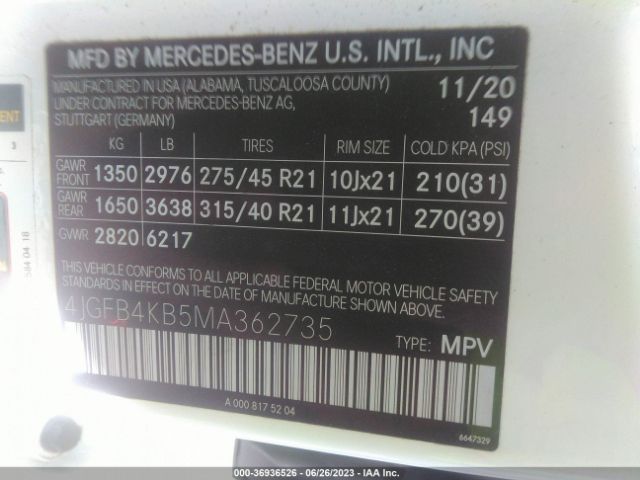 MFD BY MERCEDES-BENZ U.S. INTL., INC
MANUFACTURED IN USA (ALABAMA, TUSCALOOSA COUNTY) 11/20
UNDER CONTRACT FOR MERCEDES-BENZ AG,
STUTTGART (GERMANY) 149
KG LB TIRES RIM SIZE COLD KPA (PSI)
GAWR FRONT 1350 2976 275/45 R21 10Jx21 210(31)
GAWR REAR 1650 3638 315/40 R21 11Jx21 270(39)
GVWR 2820 6217
THIS VEHICLE CONFORMS TO ALL APPLICABLE FEDERAL MOTOR VEHICLE SAFETY
STANDARDS IN EFFECT ON THE DATE OF MANUFACTURE SHOWN ABOVE.
4JGFB4KB5MA362735
TYPE: MPV
A 000 817 52 04
6647329
3
584 04 18
000-36936526 - 06/26/2023 - IAA Inc.